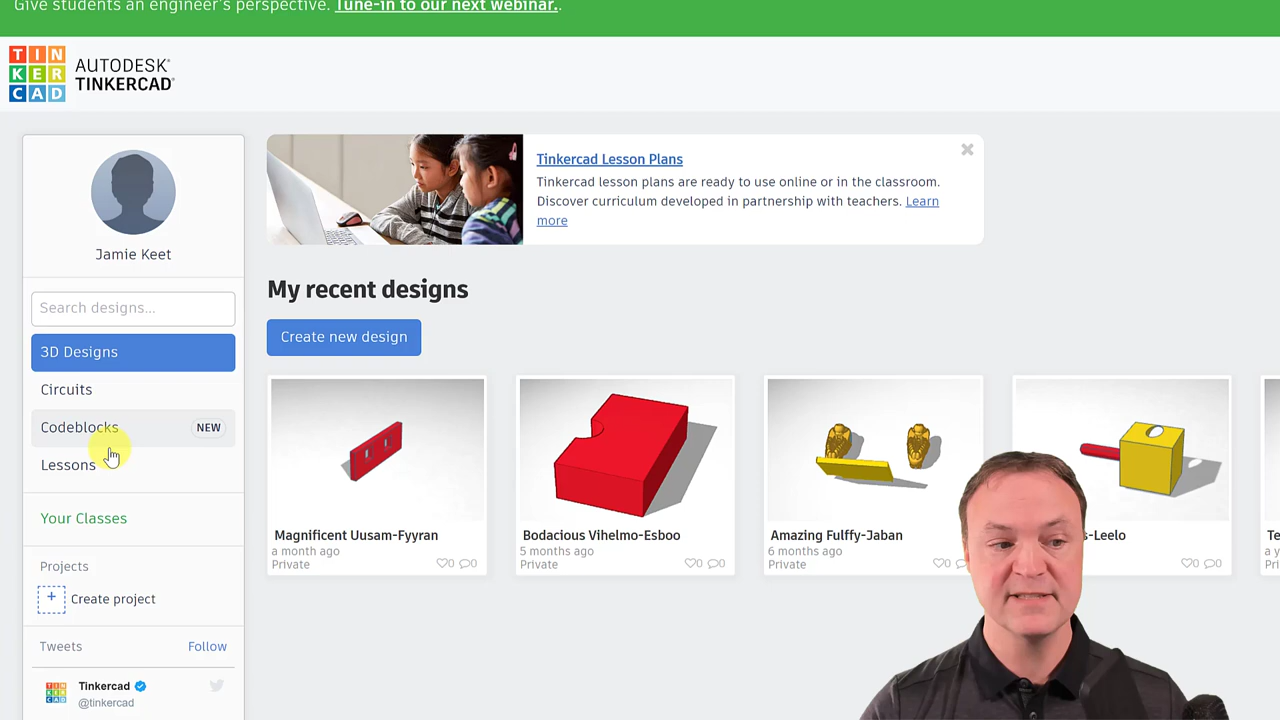 Give students an engineer's perspective. Tune-in to our next webinar..
TIN
KER
CAD
AUTODESK®
TINKERCAD®
Jamie Keet
Search designs...
3D Designs
Circuits
Codeblocks NEW
Lessons
Your Classes
Projects
+ Create project
Tweets Follow
Tinkercad
@tinkercad
Tinkercad Lesson Plans
Tinkercad lesson plans are ready to use online or in the classroom.
Discover curriculum developed in partnership with teachers. Learn
more
My recent designs
Create new design
Magnificent Uusam-Fyyran
a month ago
Private 0 0
Bodacious Vihelmo-Esboo
5 months ago
Private 0 0
Amazing Fulffy-Jaban
6 months ago
Private 0
-Leelo
0 0